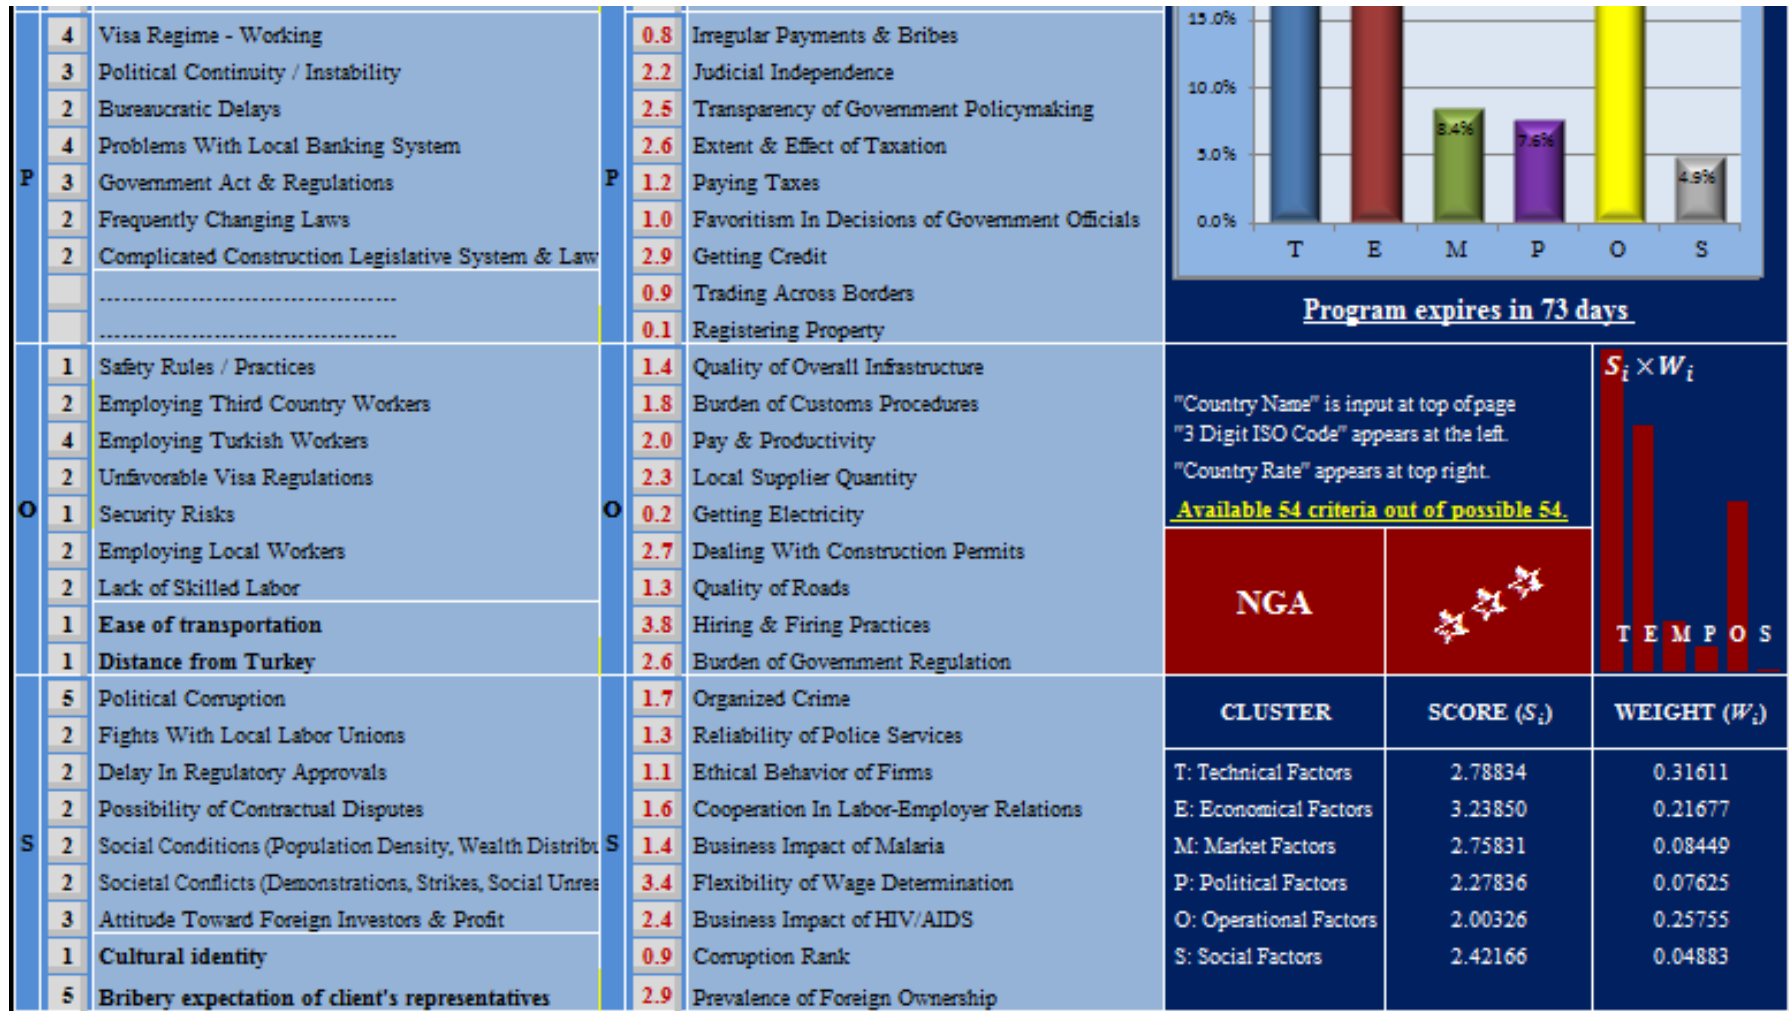 4 Visa Regime - Working 0.8 Irregular Payments & Bribes 15.0%
3 Political Continuity / Instability 2.2 Judicial Independence
2 Bureaucratic Delays 2.5 Transparency of Government Policymaking 10.0%
4 Problems With Local Banking System 2.6 Extent & Effect of Taxation 8.4% 7.6% 5.0%
P 3 Government Act & Regulations P 1.2 Paying Taxes 4.9%
2 Frequently Changing Laws 1.0 Favoritism In Decisions of Government Officials 0.0%
2 Complicated Construction Legislative System & Law 2.9 Getting Credit T E M P O S
........................................ 0.9 Trading Across Borders Program expires in 73 days
........................................ 0.1 Registering Property
1 Safety Rules / Practices 1.4 Quality of Overall Infrastructure Si × Wi
2 Employing Third Country Workers 1.8 Burden of Customs Procedures "Country Name" is input at top of page
4 Employing Turkish Workers 2.0 Pay & Productivity "3 Digit ISO Code" appears at the left.
2 Unfavorable Visa Regulations 2.3 Local Supplier Quantity "Country Rate" appears at top right.
O 1 Security Risks O 0.2 Getting Electricity Available 54 criteria out of possible 54.
2 Employing Local Workers 2.7 Dealing With Construction Permits
2 Lack of Skilled Labor 1.3 Quality of Roads NGA
1 Ease of transportation 3.8 Hiring & Firing Practices T E M P O S
1 Distance from Turkey 2.6 Burden of Government Regulation
5 Political Corruption 1.7 Organized Crime CLUSTER SCORE (Si) WEIGHT (Wi)
2 Fights With Local Labor Unions 1.3 Reliability of Police Services
2 Delay In Regulatory Approvals 1.1 Ethical Behavior of Firms T: Technical Factors 2.78834 0.31611
2 Possibility of Contractual Disputes 1.6 Cooperation In Labor-Employer Relations E: Economical Factors 3.23850 0.21677
S 2 Social Conditions (Population Density, Wealth Distribu S 1.4 Business Impact of Malaria M: Market Factors 2.75831 0.08449
2 Societal Conflicts (Demonstrations, Strikes, Social Unres 3.4 Flexibility of Wage Determination P: Political Factors 2.27836 0.07625
3 Attitude Toward Foreign Investors & Profit 2.4 Business Impact of HIV/AIDS O: Operational Factors 2.00326 0.25755
1 Cultural identity 0.9 Corruption Rank S: Social Factors 2.42166 0.04883
5 Bribery expectation of client's representatives 2.9 Prevalence of Foreign Ownership